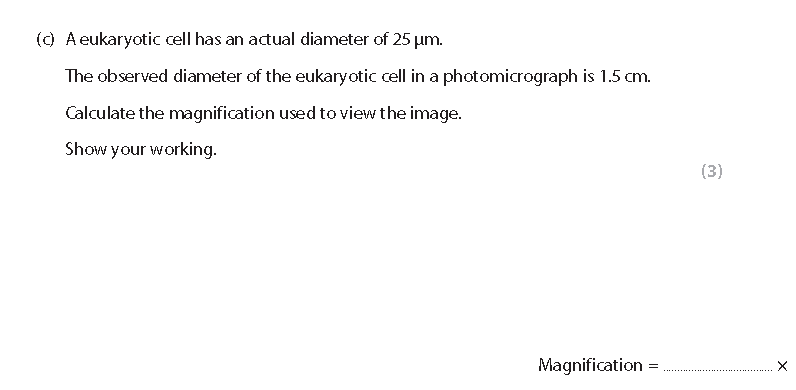 (c) A eukaryotic cell has an actual diameter of 25 µm.
The observed diameter of the eukaryotic cell in a photomicrograph is 1.5 cm.
Calculate the magnification used to view the image.
Show your working.
(3)
Magnification = ........................................ ×